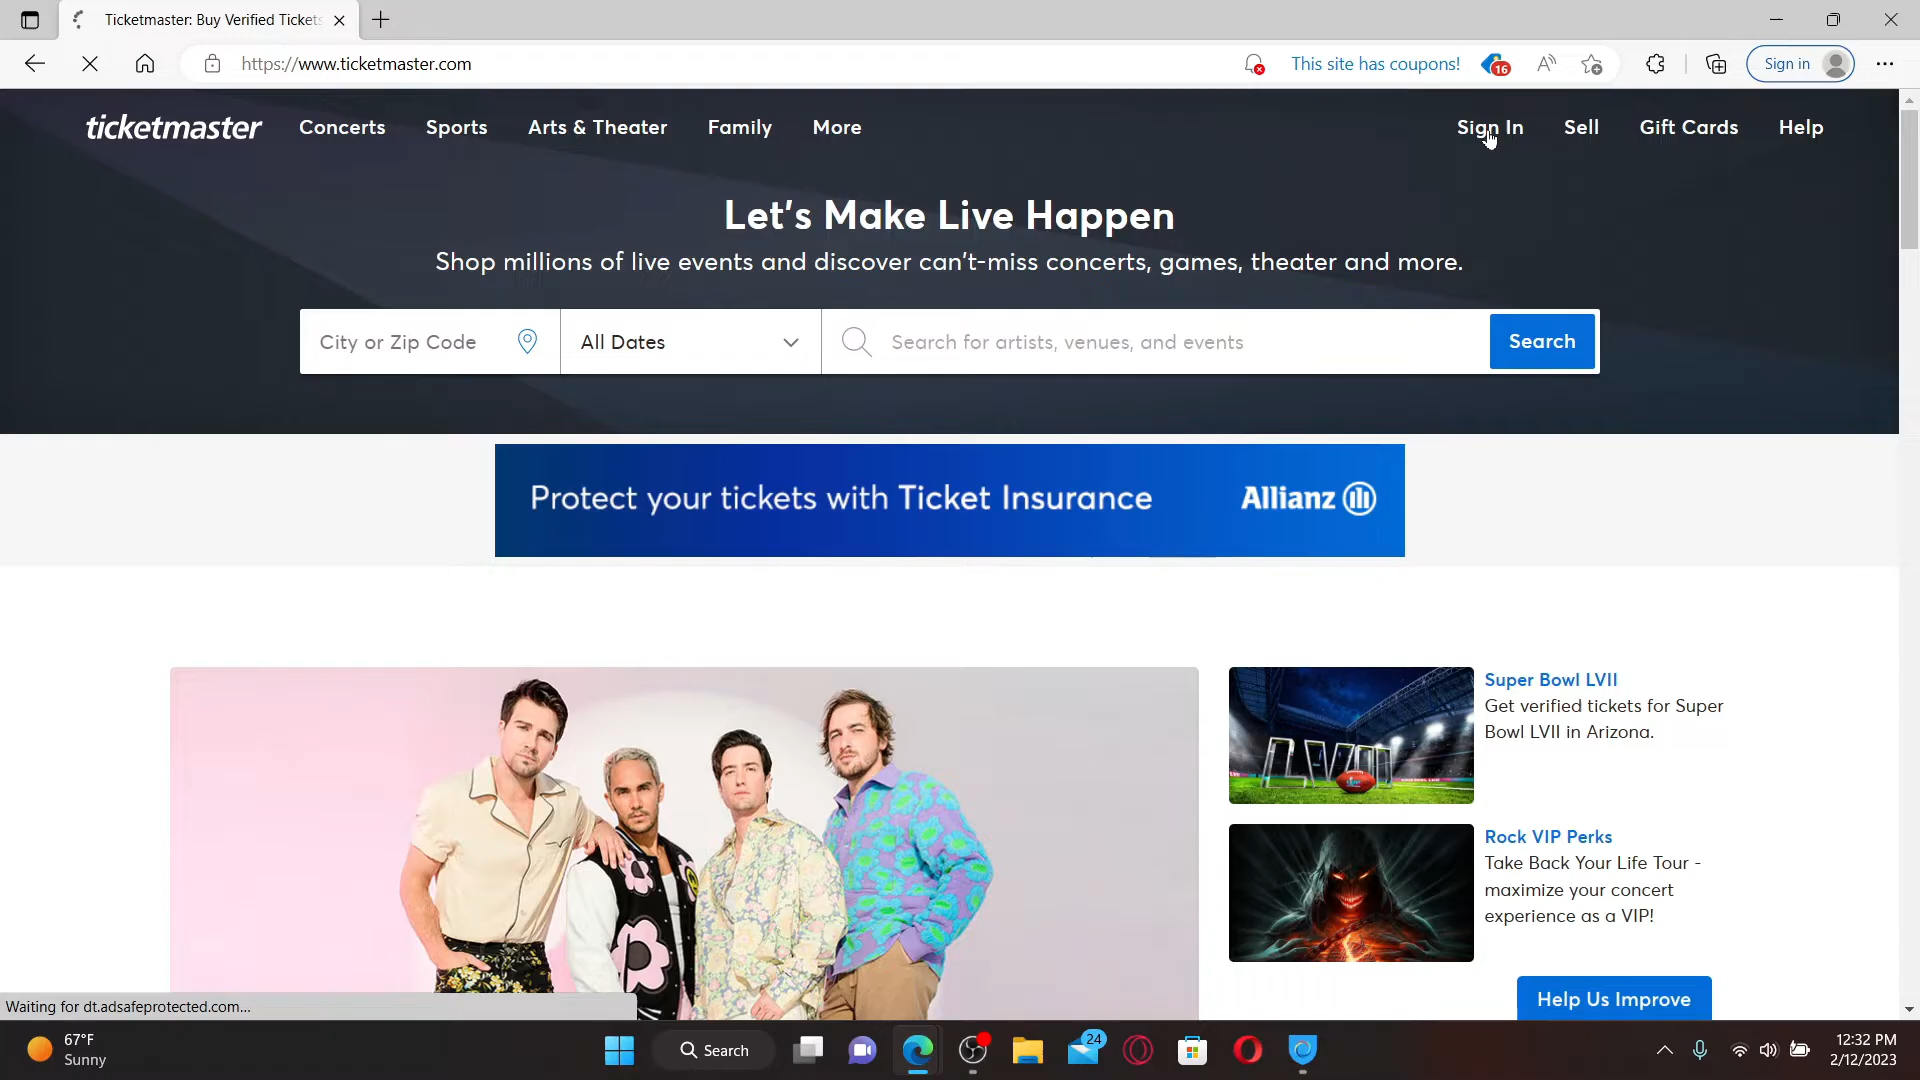 Ticketmaster: Buy Verified Tickets
https://www.ticketmaster.com
This site has coupons!
16
Sign in
ticketmaster
Concerts
Sports
Arts & Theater
Family
More
Sign In
Sell
Gift Cards
Help
Let's Make Live Happen
Shop millions of live events and discover can't-miss concerts, games, theater and more.
City or Zip Code
All Dates
Search for artists, venues, and events
Search
Protect your tickets with Ticket Insurance
Allianz
Super Bowl LVII
Get verified tickets for Super
Bowl LVII in Arizona.
LVII
Rock VIP Perks
Take Back Your Life Tour -
maximize your concert
experience as a VIP!
Help Us Improve
Waiting for dt.adsafeprotected.com...
67°F
Sunny
Search
24
12:32 PM
2/12/2023